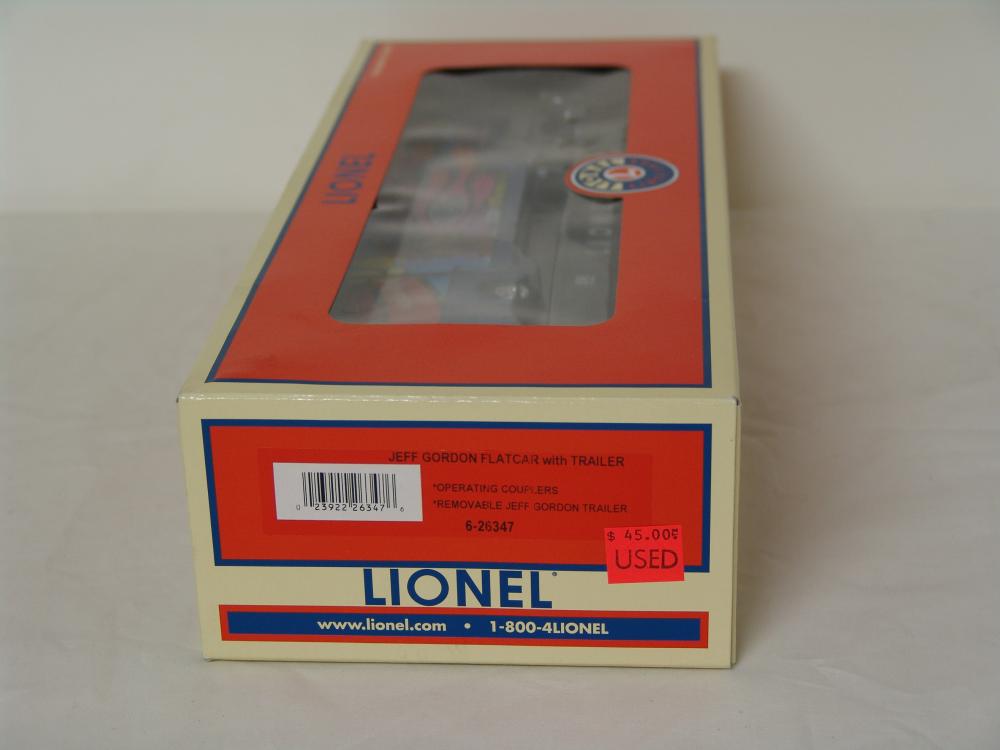 LIONEL
LIONEL
JEFF GORDON FLATCAR with TRAILER
*OPERATING COUPLERS
*REMOVABLE JEFF GORDON TRAILER
6-26347
0 23922 26347 6
$ 45.00
USED
LIONEL
www.lionel.com • 1-800-4LIONEL